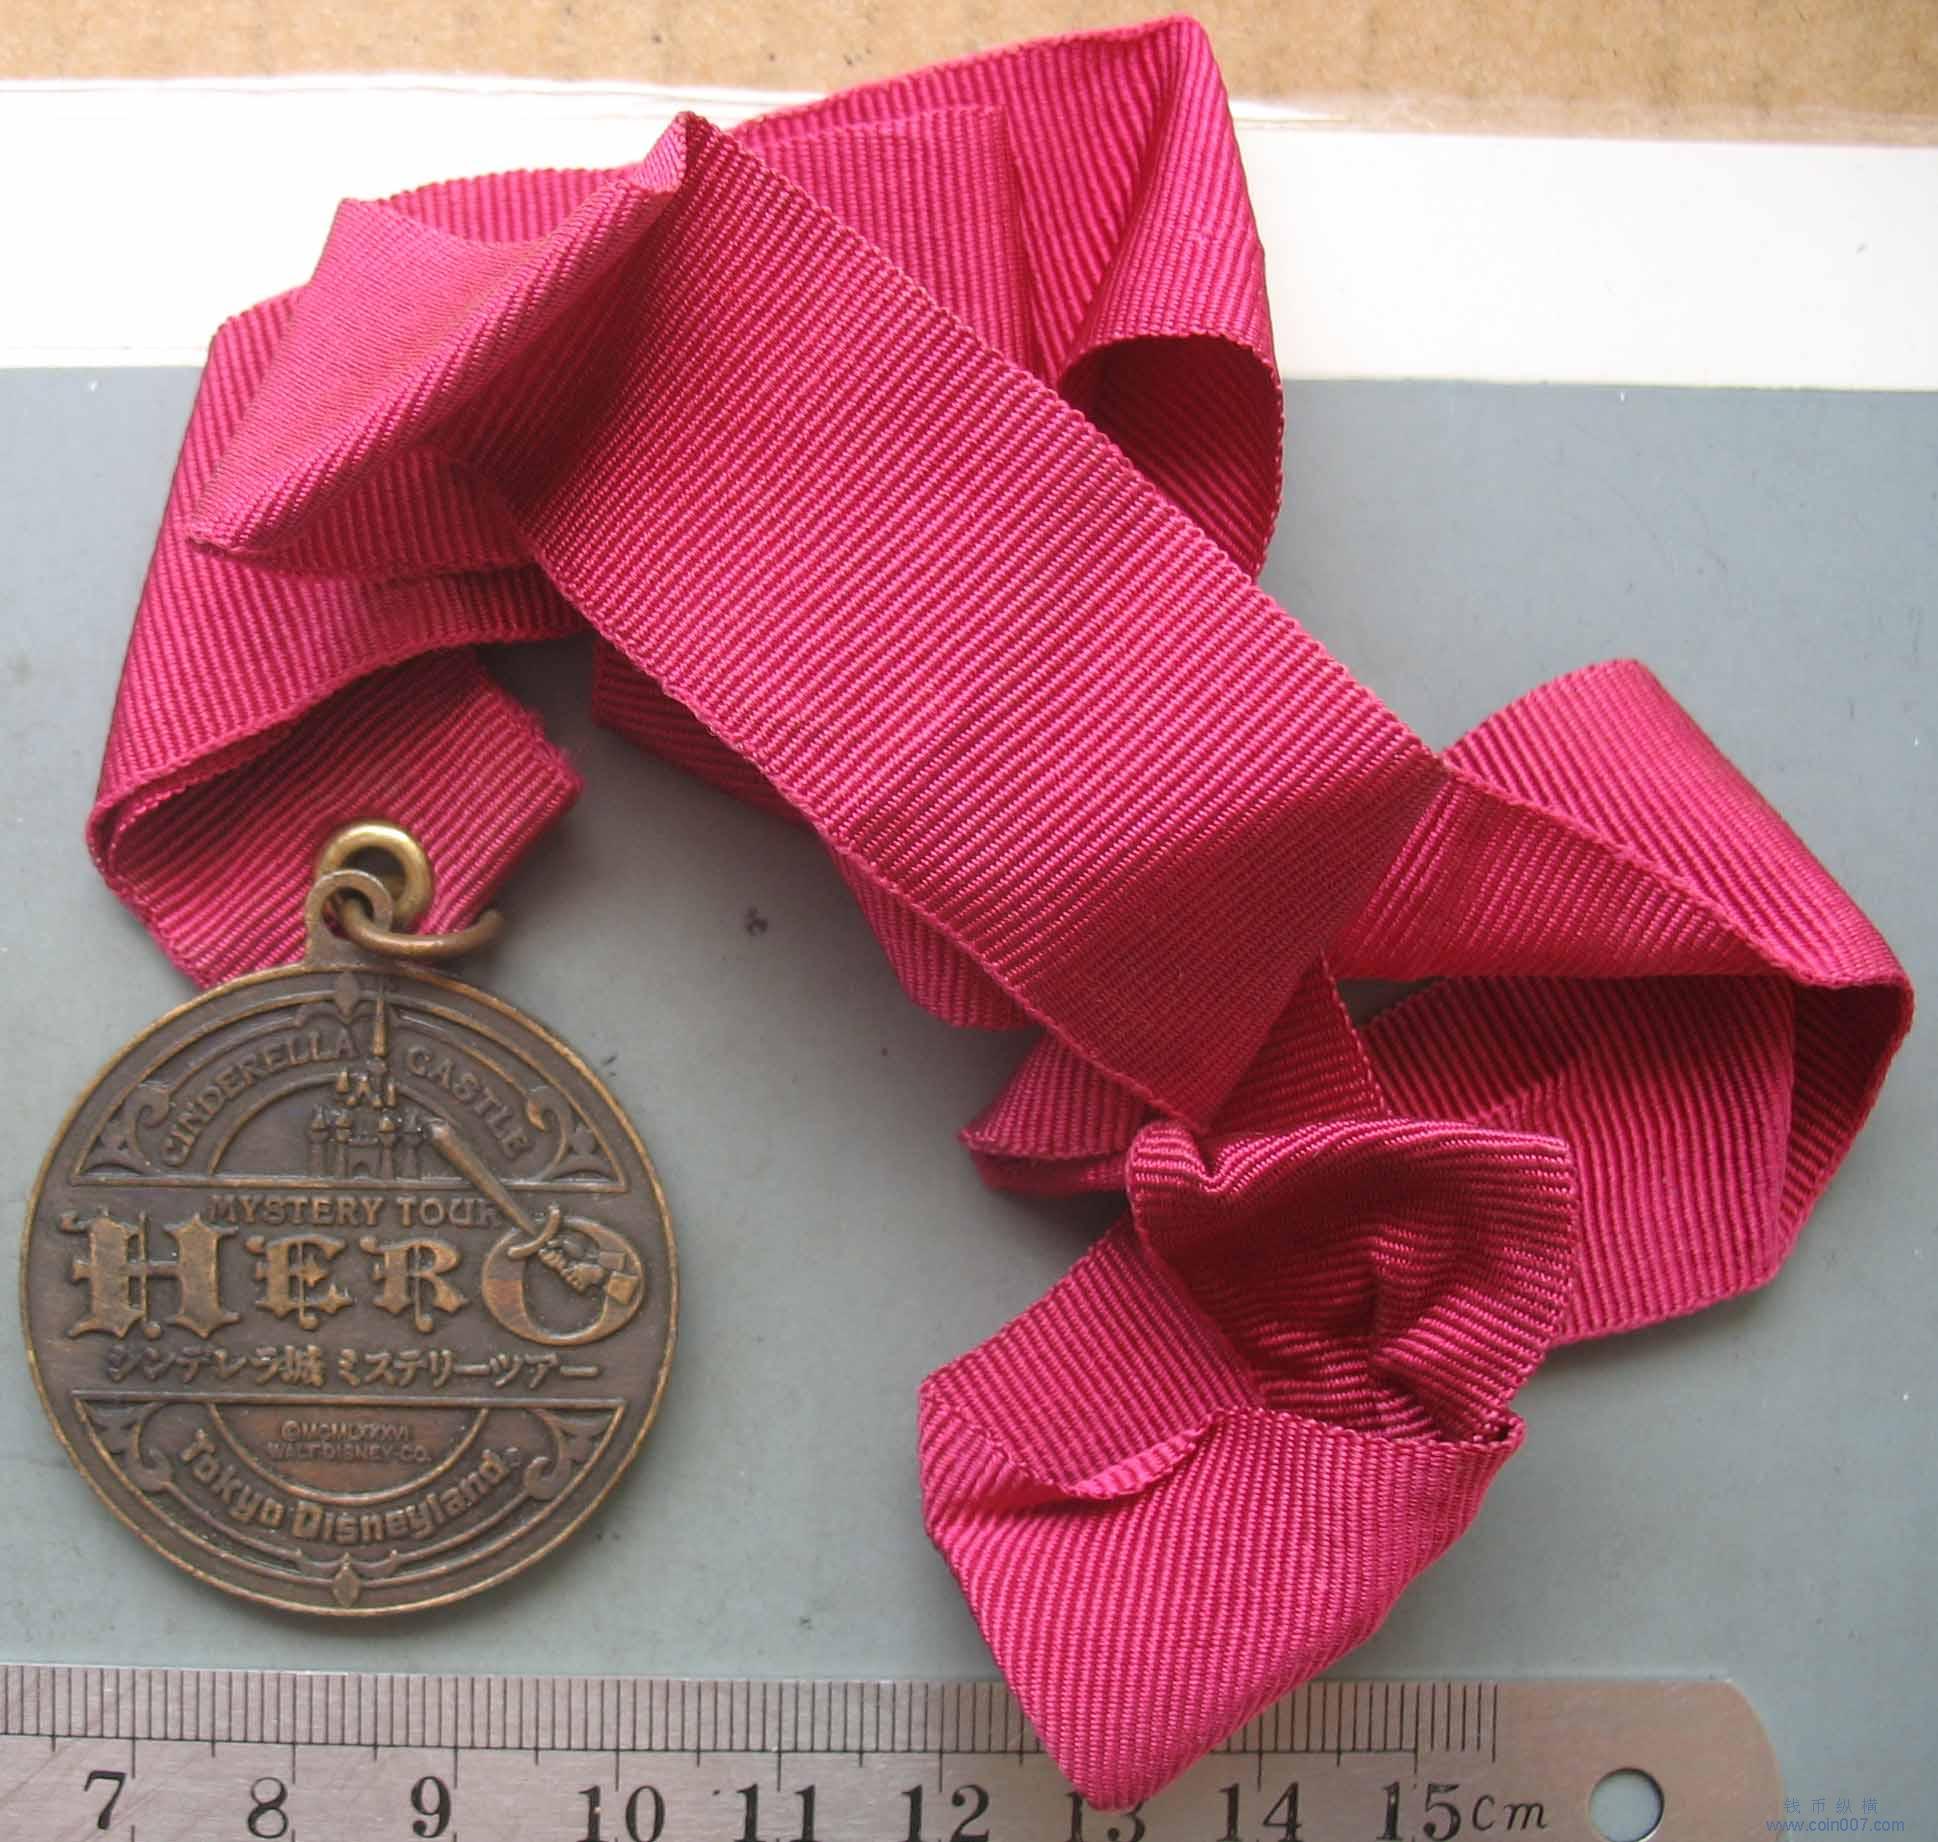 CINDERELLA CASTLE
MYSTERY TOUR
HERO
シンデレラ城 ミステリーツアー
©MCMLXXXVI
WALT DISNEY CO.
Tokyo Disneyland®
7 8 9 10 11 12 13 14 15cm
钱币纵横
www.coin007.com